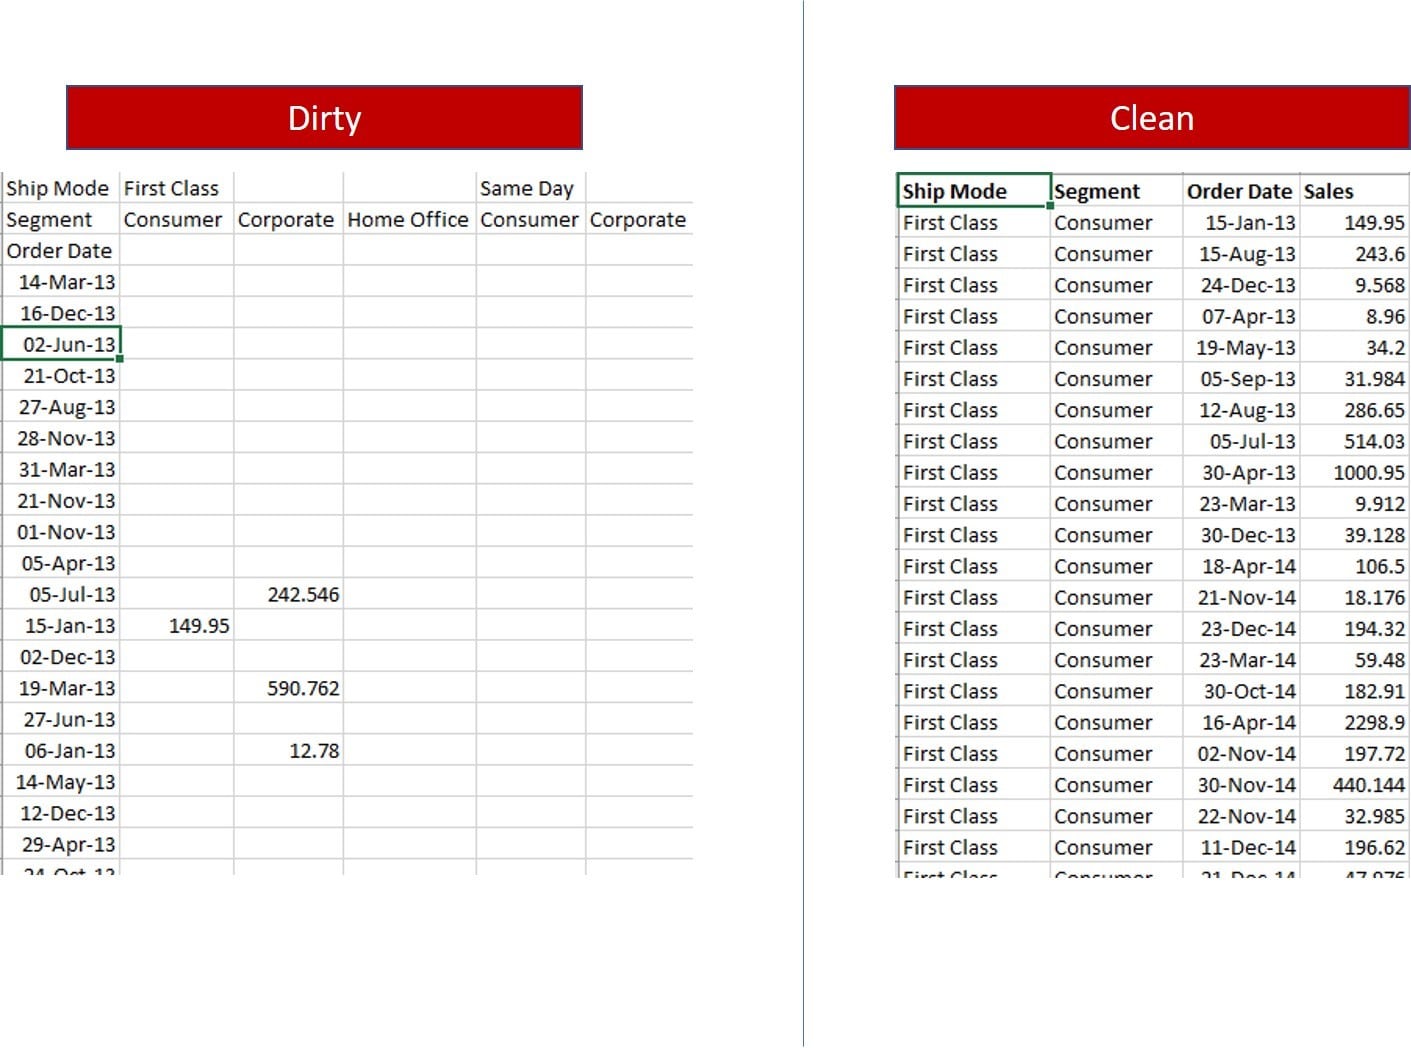 Dirty
Ship Mode First Class Same Day
Segment Consumer Corporate Home Office Consumer Corporate
Order Date
14-Mar-13
16-Dec-13
02-Jun-13
21-Oct-13
27-Aug-13
28-Nov-13
31-Mar-13
21-Nov-13
01-Nov-13
05-Apr-13
05-Jul-13 242.546
15-Jan-13 149.95
02-Dec-13
19-Mar-13 590.762
27-Jun-13
06-Jan-13 12.78
14-May-13
12-Dec-13
29-Apr-13
Clean
Ship Mode Segment Order Date Sales
First Class Consumer 15-Jan-13 149.95
First Class Consumer 15-Aug-13 243.6
First Class Consumer 24-Dec-13 9.568
First Class Consumer 07-Apr-13 8.96
First Class Consumer 19-May-13 34.2
First Class Consumer 05-Sep-13 31.984
First Class Consumer 12-Aug-13 286.65
First Class Consumer 05-Jul-13 514.03
First Class Consumer 30-Apr-13 1000.95
First Class Consumer 23-Mar-13 9.912
First Class Consumer 30-Dec-13 39.128
First Class Consumer 18-Apr-14 106.5
First Class Consumer 21-Nov-14 18.176
First Class Consumer 23-Dec-14 194.32
First Class Consumer 23-Mar-14 59.48
First Class Consumer 30-Oct-14 182.91
First Class Consumer 16-Apr-14 2298.9
First Class Consumer 02-Nov-14 197.72
First Class Consumer 30-Nov-14 440.144
First Class Consumer 22-Nov-14 32.985
First Class Consumer 11-Dec-14 196.62
First Class Consumer